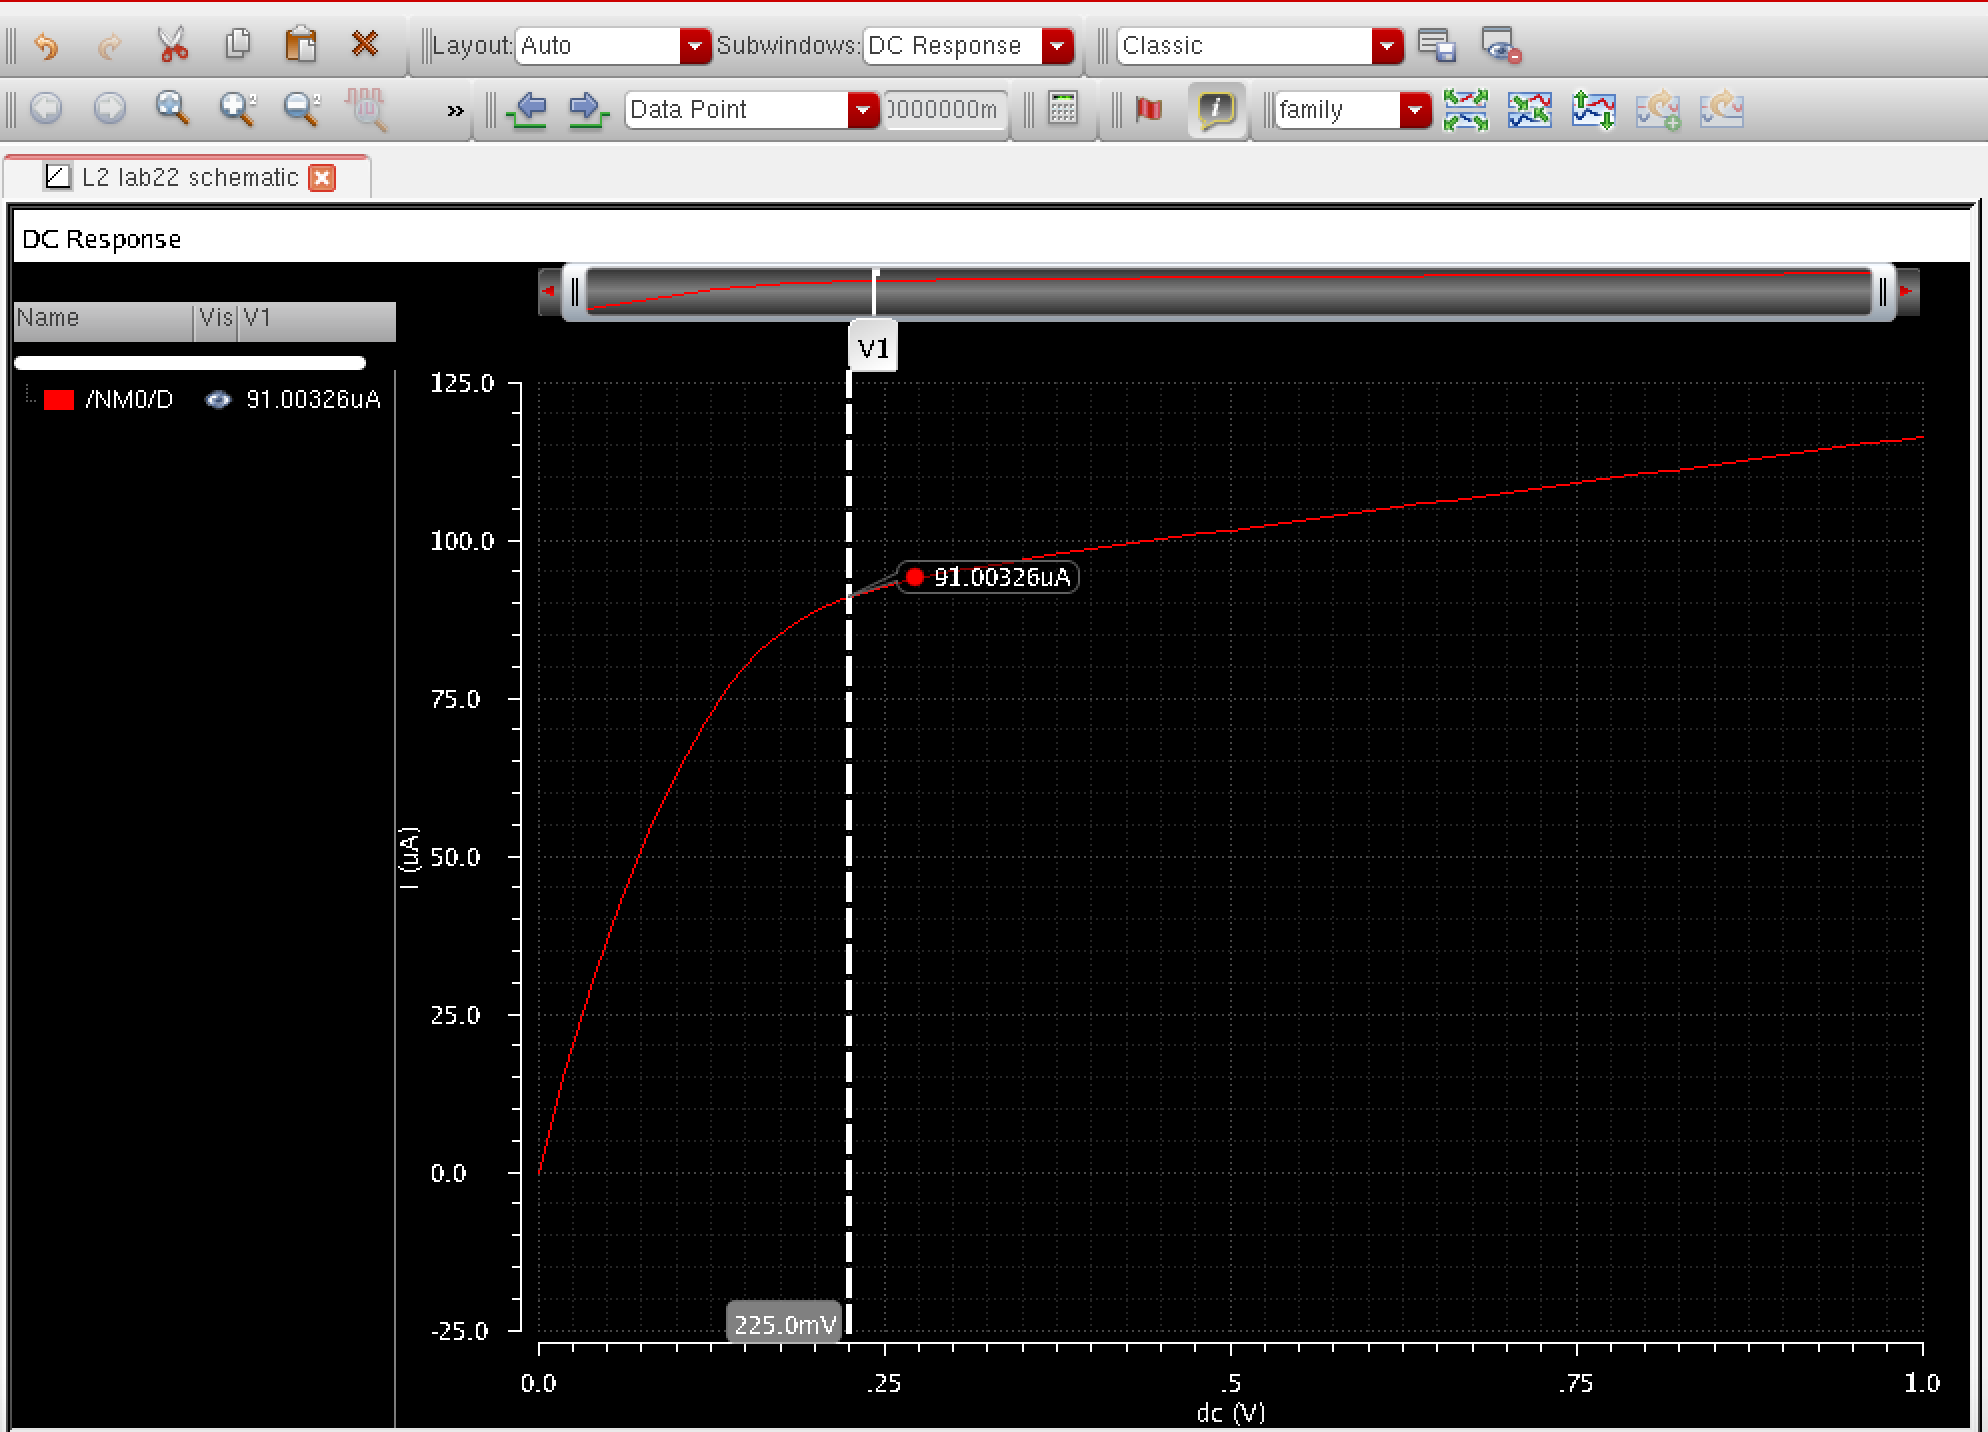 Layout: Auto Subwindows: DC Response Classic
» Data Point 0000000m family
L2 lab22 schematic
DC Response
Name Vis V1
V1
/NM0/D 91.00326uA
125.0
100.0
91.00326uA
75.0
I (uA)
50.0
25.0
0.0
225.0mV
-25.0
0.0 .25 .5 .75 1.0
dc (V)